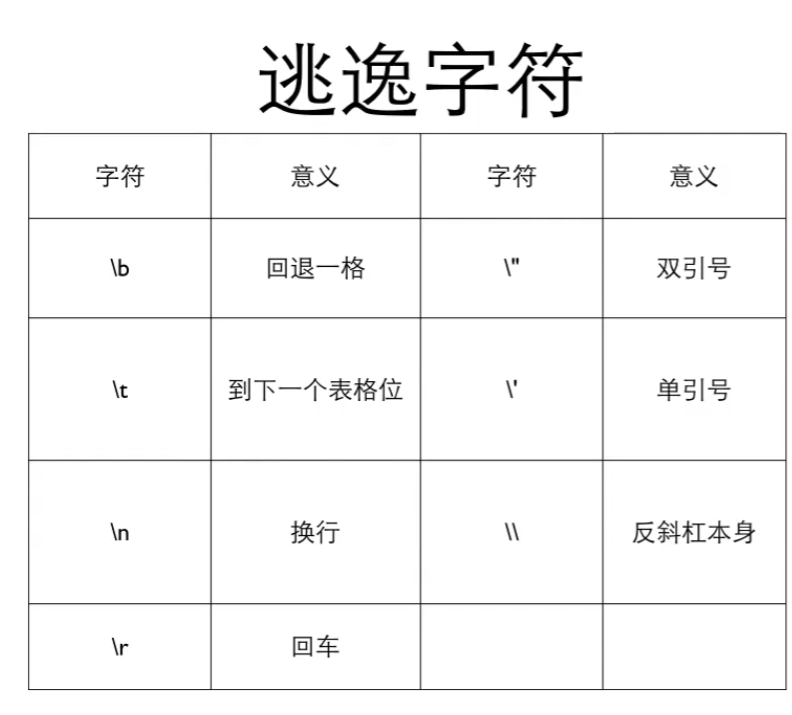 逃逸字符
字符 意义 字符 意义
\b 回退一格 \" 双引号
\t 到下一个表格位 \' 单引号
\n 换行 \\ 反斜杠本身
\r 回车